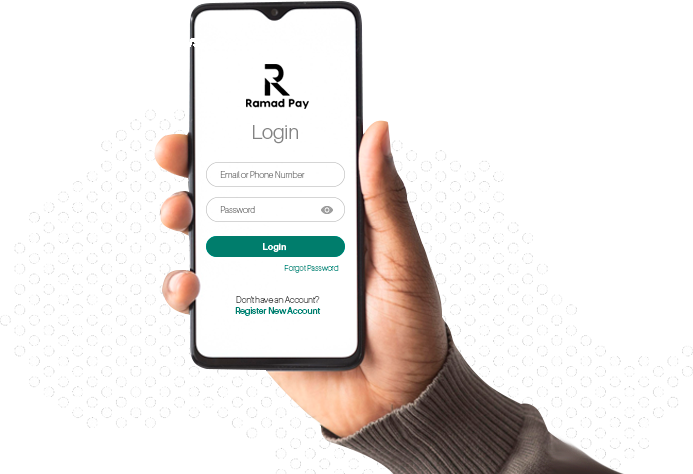 Ramad Pay
Login
Email or Phone Number
Password
Login
Forgot Password
Don't have an Account?
Register New Account